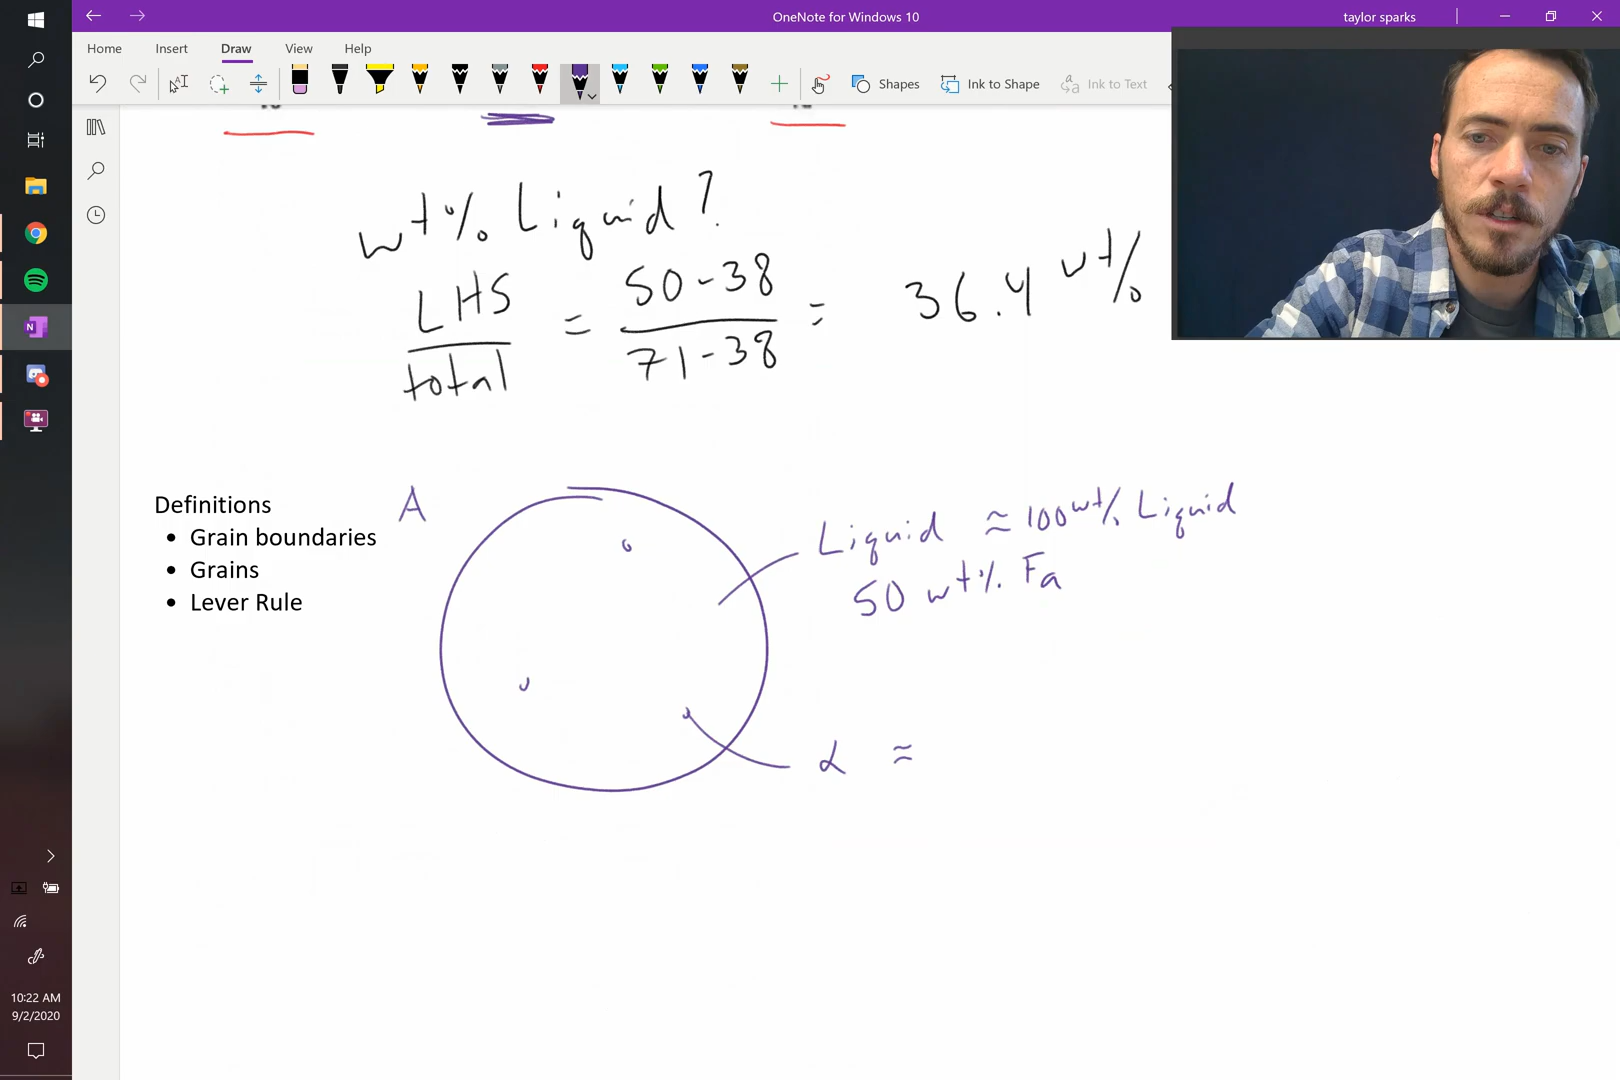 OneNote for Windows 10
taylor sparks
Home Insert Draw View Help
Shapes Ink to Shape Ink to Text
wt% Liquid?
LHS / total = 50-38 / 71-38 = 36.4 wt%
Definitions
• Grain boundaries
• Grains
• Lever Rule
A
Liquid ≈ 100 wt% Liquid
50 wt% Fa
α ≈
10:22 AM
9/2/2020